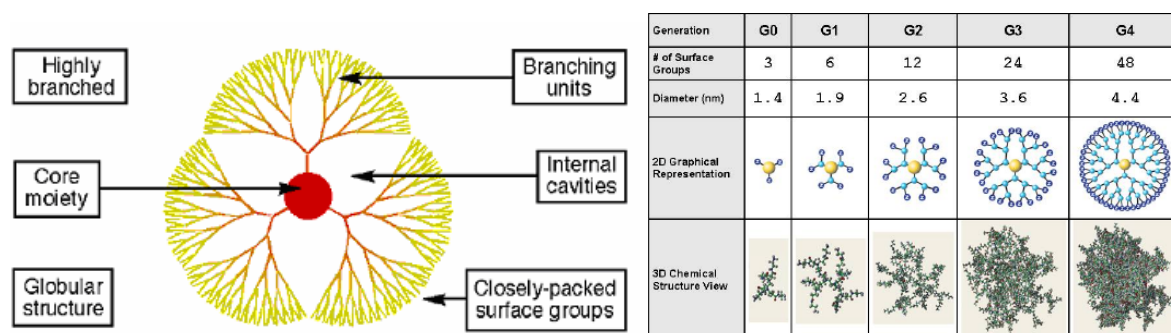 Highly
branched
Core
moiety
Globular
structure
Branching
units
Internal
cavities
Closely-packed
surface groups
Generation G0 G1 G2 G3 G4
# of Surface
Groups
3 6 12 24 48
Diameter (nm) 1.4 1.9 2.6 3.6 4.4
2D Graphical
Representation
3D Chemical
Structure View